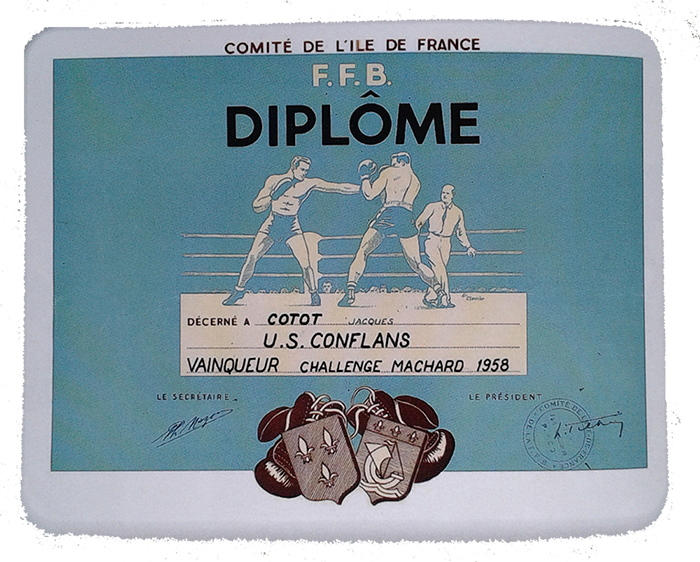 COMITÉ DE L'ILE DE FRANCE
F.F.B.
DIPLÔME
DÉCERNÉ A COTOT JACQUES
U.S. CONFLANS
VAINQUEUR CHALLENGE MACHARD 1958
LE SECRÉTAIRE
LE PRÉSIDENT